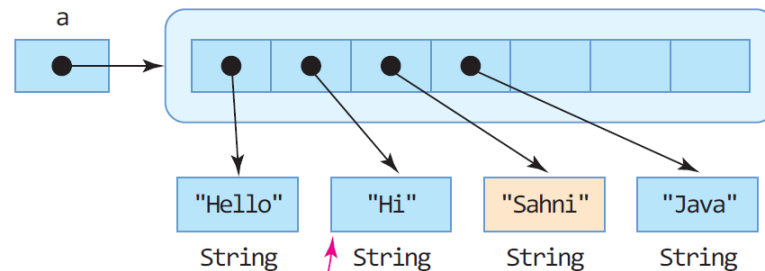 a
"Hello" "Hi" "Sahni" "Java"
String String String String